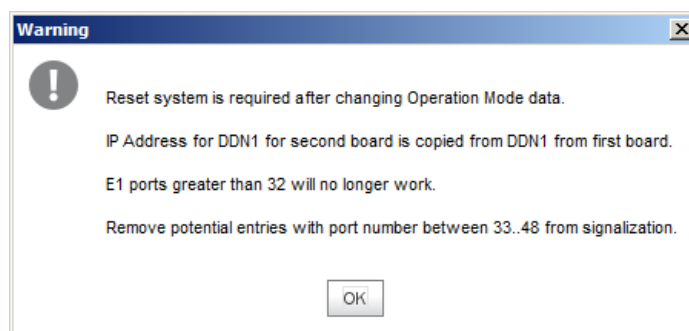 Warning
Reset system is required after changing Operation Mode data.
IP Address for DDN1 for second board is copied from DDN1 from first board.
E1 ports greater than 32 will no longer work.
Remove potential entries with port number between 33..48 from signalization.
OK